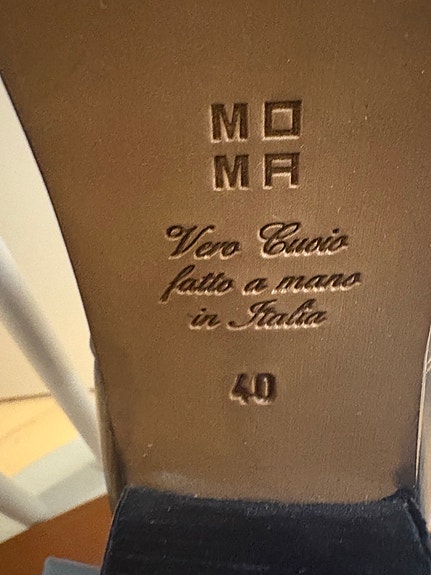 MO
MA
Vero Cuoio
fatto a mano
in Italia
40